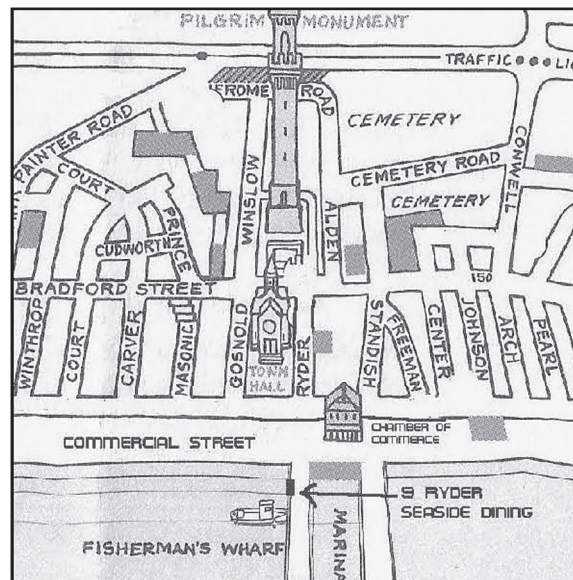 PILGRIM MONUMENT
TRAFFIC
JEROME ROAD
CEMETERY
CONWELL
PAINTER ROAD
COURT
WINSLOW
CEMETERY ROAD
CEMETERY
PRINCE
CUDWORTH
ALDEN
150
BRADFORD STREET
WINTHROP
COURT
CARVER
MASONIC
GOSNOLD
TOWN
HALL
RYDER
STANDISH
FREEMAN
CENTER
JOHNSON
ARCH
PEARL
CHAMBER OF
COMMERCE
COMMERCIAL STREET
9 RYDER
SEASIDE DINING
FISHERMAN'S WHARF
MARINA